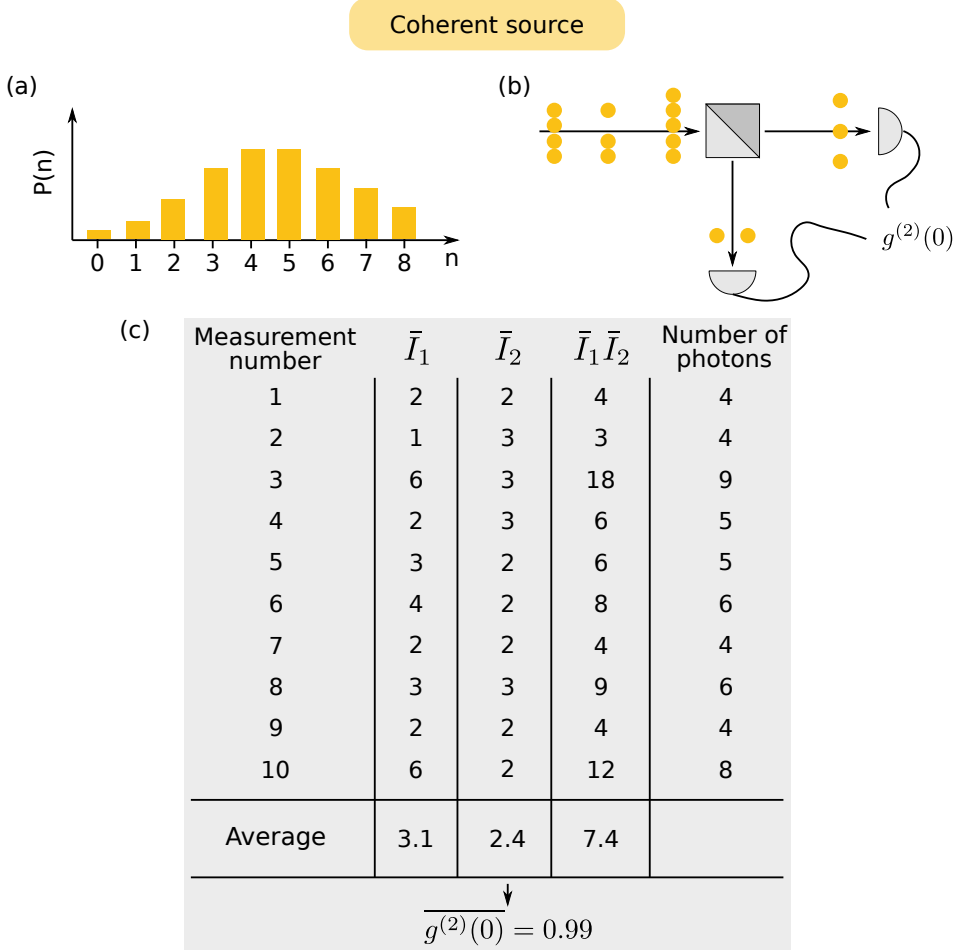 Coherent source
(a)
P(n)
0 1 2 3 4 5 6 7 8 n
(b)
g^{(2)}(0)
(c)
Measurement number Ī₁ Ī₂ Ī₁Ī₂ Number of photons
1 2 2 4 4
2 1 3 3 4
3 6 3 18 9
4 2 3 6 5
5 3 2 6 5
6 4 2 8 6
7 2 2 4 4
8 3 3 9 6
9 2 2 4 4
10 6 2 12 8
Average 3.1 2.4 7.4
\overline{g^{(2)}(0)} = 0.99